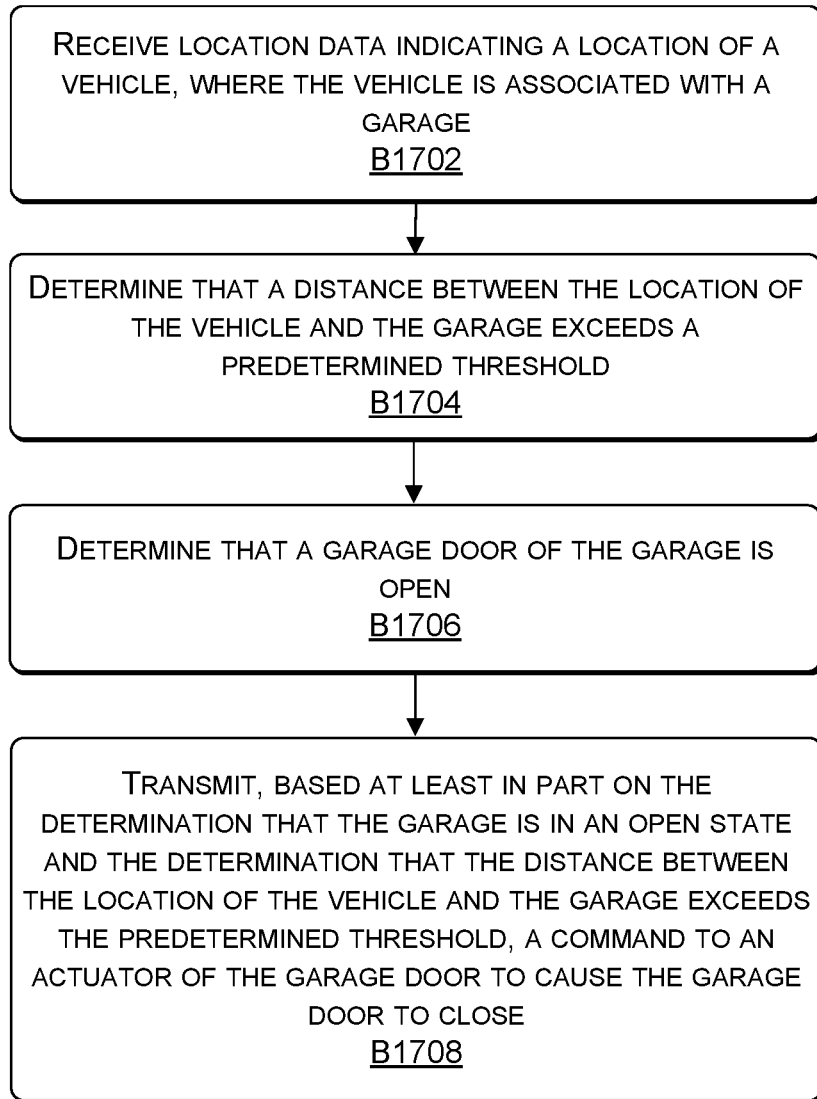 RECEIVE LOCATION DATA INDICATING A LOCATION OF A
VEHICLE, WHERE THE VEHICLE IS ASSOCIATED WITH A
GARAGE
B1702
DETERMINE THAT A DISTANCE BETWEEN THE LOCATION OF
THE VEHICLE AND THE GARAGE EXCEEDS A
PREDETERMINED THRESHOLD
B1704
DETERMINE THAT A GARAGE DOOR OF THE GARAGE IS
OPEN
B1706
TRANSMIT, BASED AT LEAST IN PART ON THE
DETERMINATION THAT THE GARAGE IS IN AN OPEN STATE
AND THE DETERMINATION THAT THE DISTANCE BETWEEN
THE LOCATION OF THE VEHICLE AND THE GARAGE EXCEEDS
THE PREDETERMINED THRESHOLD, A COMMAND TO AN
ACTUATOR OF THE GARAGE DOOR TO CAUSE THE GARAGE
DOOR TO CLOSE
B1708